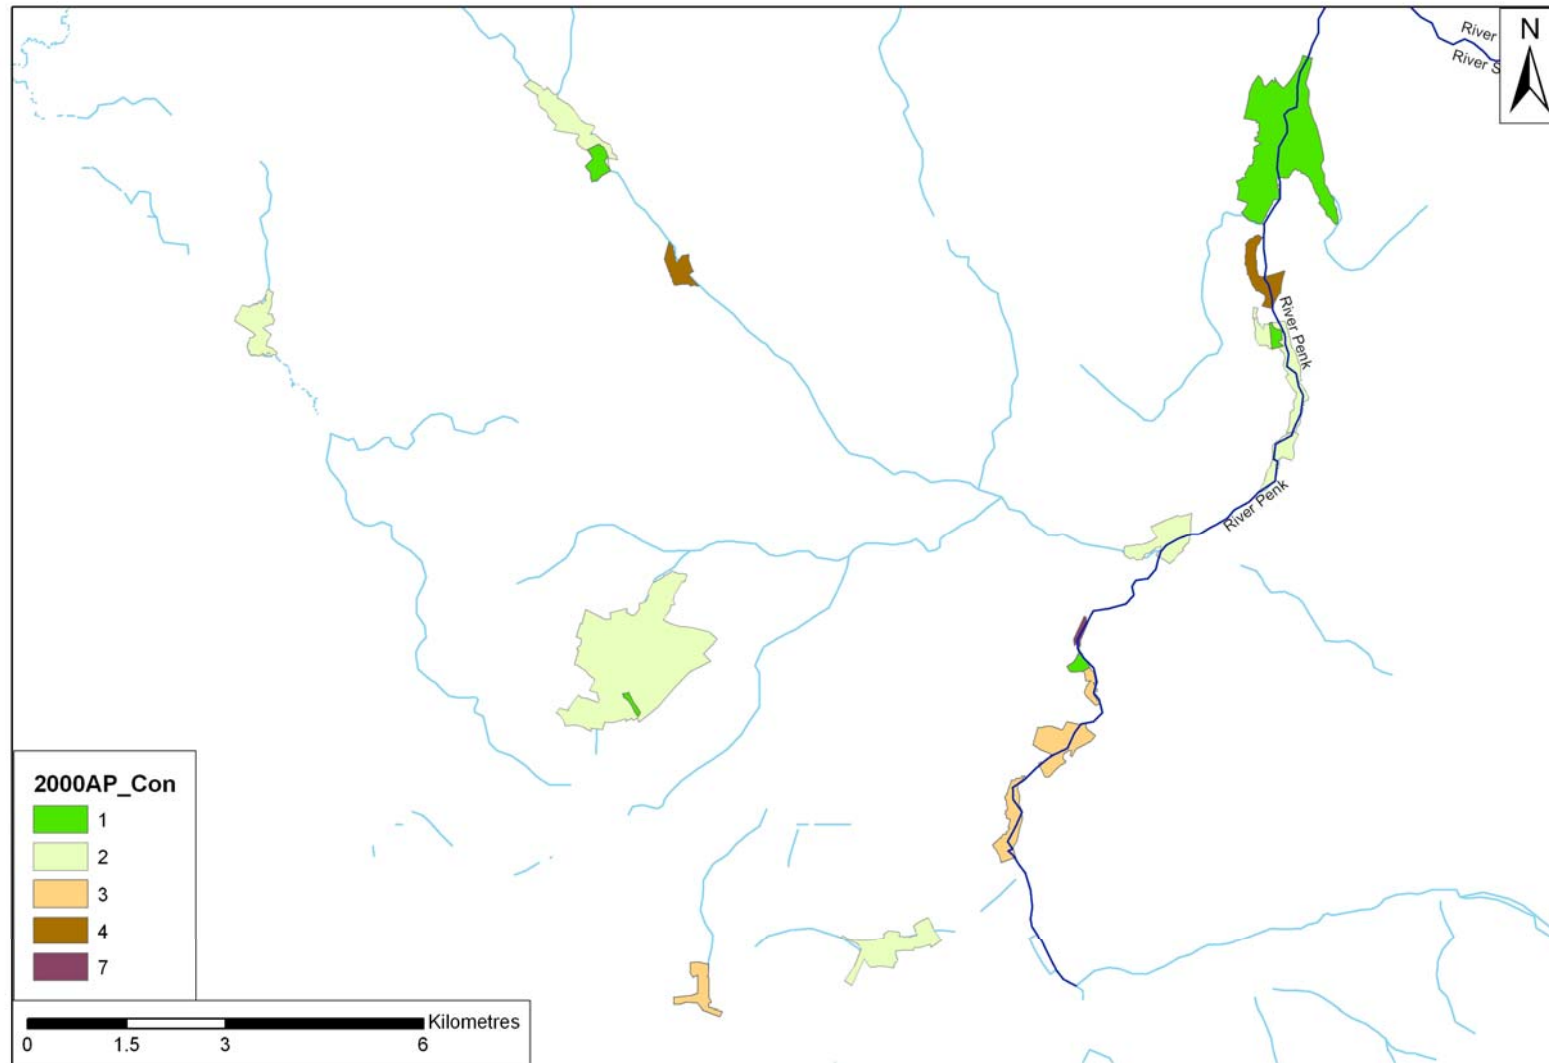 River
River S
N
River Penk
River Penk
2000AP_Con
1
2
3
4
7
Kilometres
0 1.5 3 6